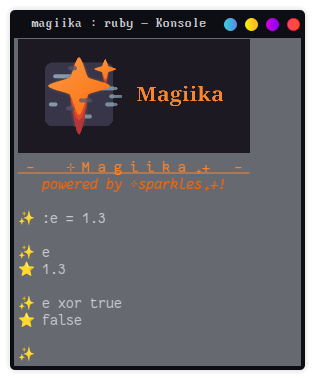 magiika : ruby — Konsole
Magiika
– ⊹ M a g i i k a ₊+ –
powered by ✧sparkles₊+!
✨ :e = 1.3
✨ e
⭐ 1.3
✨ e xor true
⭐ false
✨